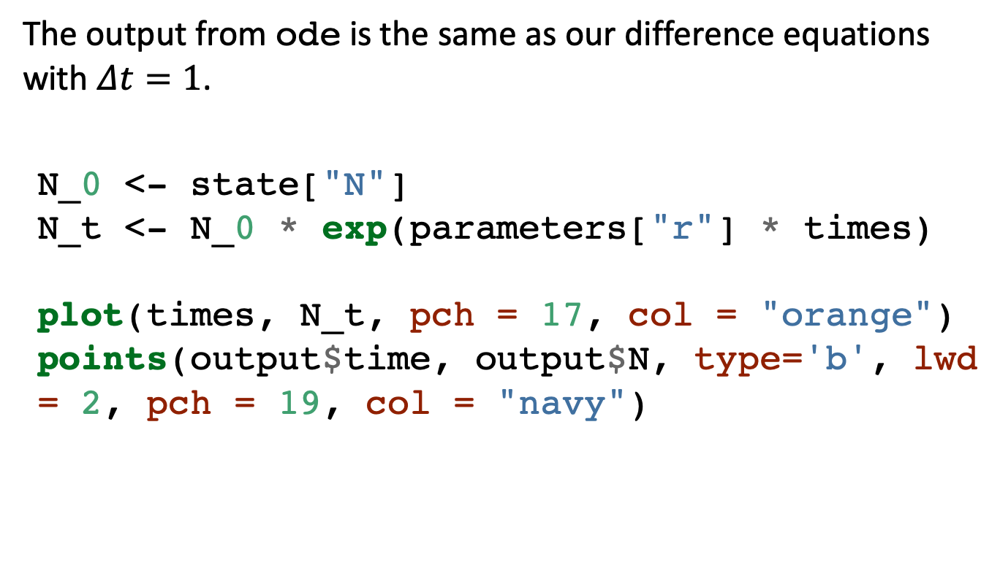 The output from ode is the same as our difference equations
with Δt = 1.
N_0 <- state["N"]
N_t <- N_0 * exp(parameters["r"] * times)
plot(times, N_t, pch = 17, col = "orange")
points(output$time, output$N, type='b', lwd
= 2, pch = 19, col = "navy")